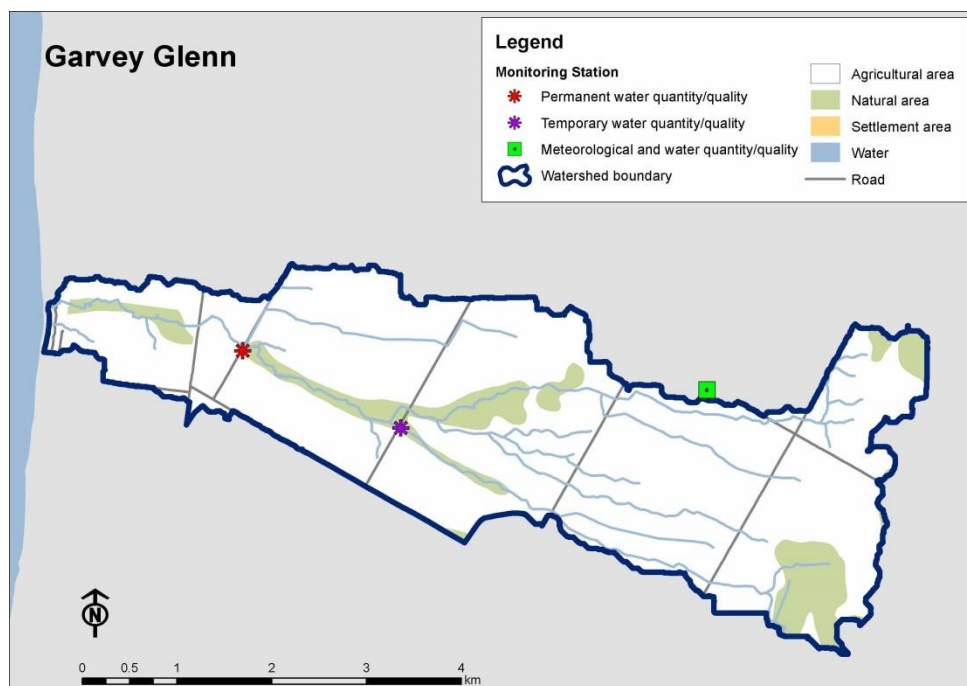 Garvey Glenn
Legend
Monitoring Station
Permanent water quantity/quality
Temporary water quantity/quality
Meteorological and water quantity/quality
Watershed boundary
Agricultural area
Natural area
Settlement area
Water
Road
N
0 0.5 1 2 3 4
km